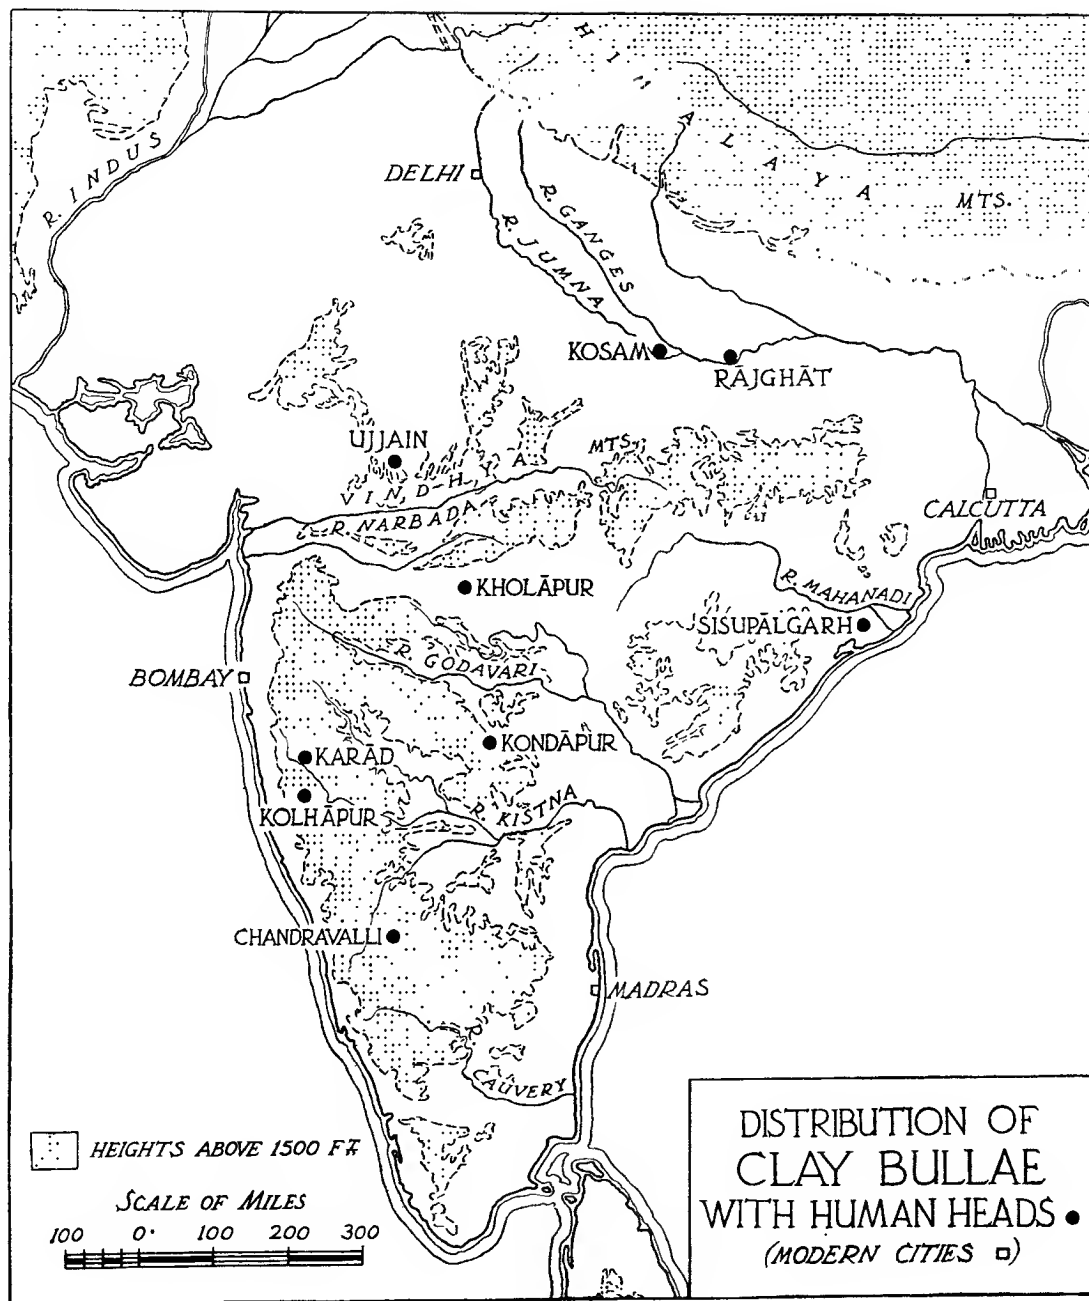 HIMALAYA
MTS.
R. INDUS
DELHI
R. GANGES
R. JUMNA
KOSAM
RĀJGHĀT
UJJAIN
VINDHYA
MTS.
R. NARBADA
CALCUTTA
KHOLĀPUR
R. MAHANADI
SISUPĀLGARH
R. GODAVARI
BOMBAY
KARĀD
KONDĀPUR
KOLHĀPUR
R. KISTNA
CHANDRAVALLI
MADRAS
R. CAUVERY
HEIGHTS ABOVE 1500 FT.
SCALE OF MILES
100 0 100 200 300
DISTRIBUTION OF
CLAY BULLAE
WITH HUMAN HEADS
(MODERN CITIES )